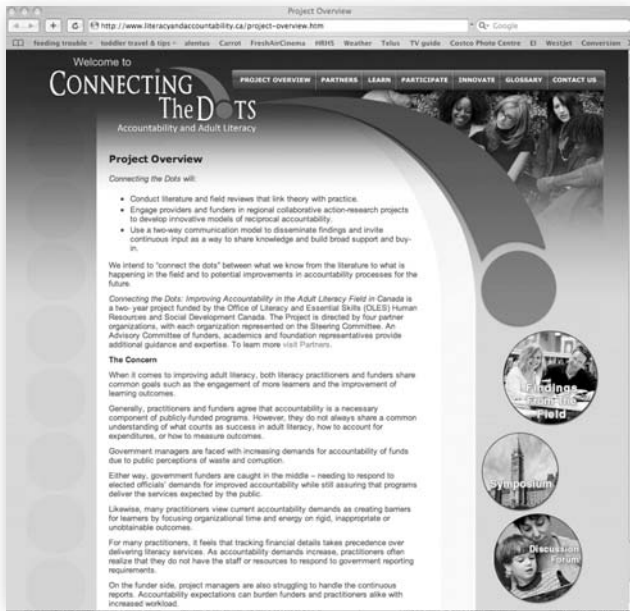 Project Overview
http://www.literacyandaccountability.ca/project-overview.htm
Google
feeding trouble toddler travel & tips alentus Carrot FreshAirCinema HRHS Weather Telus TV guide Costco Photo Centre EI WestJet Conversion
Welcome to
CONNECTING
THE DOTS
Accountability and Adult Literacy
PROJECT OVERVIEW PARTNERS LEARN PARTICIPATE INNOVATE GLOSSARY CONTACT US
Project Overview
Connecting the Dots will:
• Conduct literature and field reviews that link theory with practice.
• Engage providers and funders in regional collaborative action-research projects
to develop innovative models of reciprocal accountability.
• Use a two-way communication model to disseminate findings and invite
continuous input as a way to share knowledge and build broad support and buy-
in.
We intend to "connect the dots" between what we know from the literature to what is
happening in the field and to potential improvements in accountability processes for the
future.
Connecting the Dots: Improving Accountability in the Adult Literacy Field in Canada is
a two- year project funded by the Office of Literacy and Essential Skills (OLES) Human
Resources and Social Development Canada. The Project is directed by four partner
organizations, with each organization represented on the Steering Committee. An
Advisory Committee of funders, academics and foundation representatives provide
additional guidance and expertise. To learn more visit Partners.
The Concern
When it comes to improving adult literacy, both literacy practitioners and funders share
common goals such as the engagement of more learners and the improvement of
learning outcomes.
Generally, practitioners and funders agree that accountability is a necessary
component of publicly-funded programs. However, they do not always share a common
understanding of what counts as success in adult literacy, how to account for
expenditures, or how to measure outcomes.
Government managers are faced with increasing demands for accountability of funds
due to public perceptions of waste and corruption.
Either way, government funders are caught in the middle – needing to respond to
elected officials' demands for improved accountability while still assuring that programs
deliver the services expected by the public.
Likewise, many practitioners view current accountability demands as creating barriers
for learners by focusing organizational time and energy on rigid, inappropriate or
unobtainable outcomes.
For many practitioners, it feels that tracking financial details takes precedence over
delivering literacy services. As accountability demands increase, practitioners often
realize that they do not have the staff or resources to respond to government reporting
requirements.
On the funder side, project managers are also struggling to handle the continuous
reports. Accountability expectations can burden funders and practitioners alike with
increased workload.
Findings
From the
Field
Symposium
Discussion
Forum